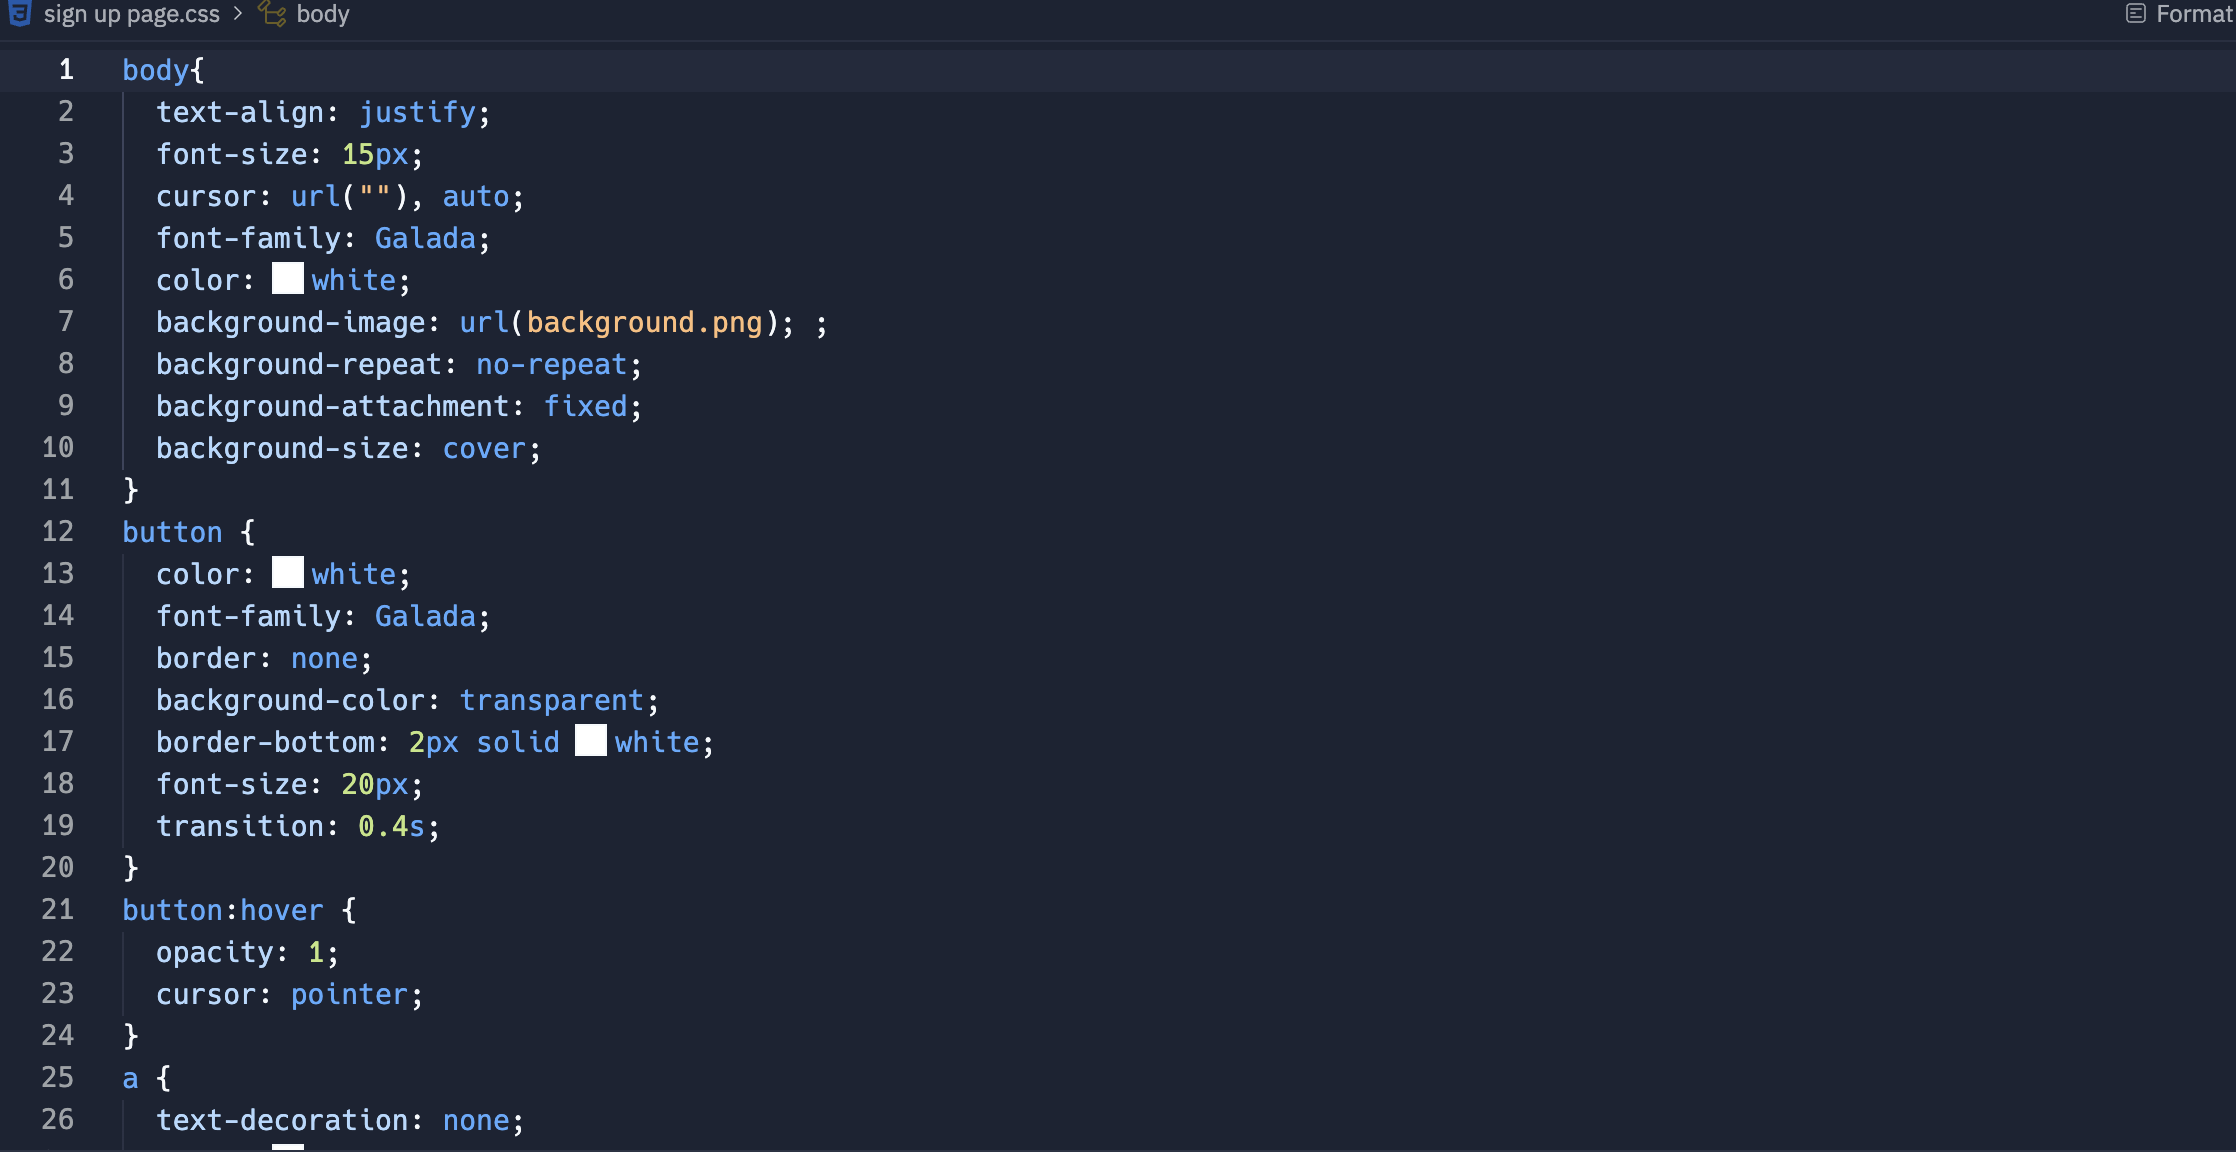 sign up page.css > body
Format
1 body{
2 text-align: justify;
3 font-size: 15px;
4 cursor: url(""), auto;
5 font-family: Galada;
6 color: white;
7 background-image: url(background.png); ;
8 background-repeat: no-repeat;
9 background-attachment: fixed;
10 background-size: cover;
11 }
12 button {
13 color: white;
14 font-family: Galada;
15 border: none;
16 background-color: transparent;
17 border-bottom: 2px solid white;
18 font-size: 20px;
19 transition: 0.4s;
20 }
21 button:hover {
22 opacity: 1;
23 cursor: pointer;
24 }
25 a {
26 text-decoration: none;